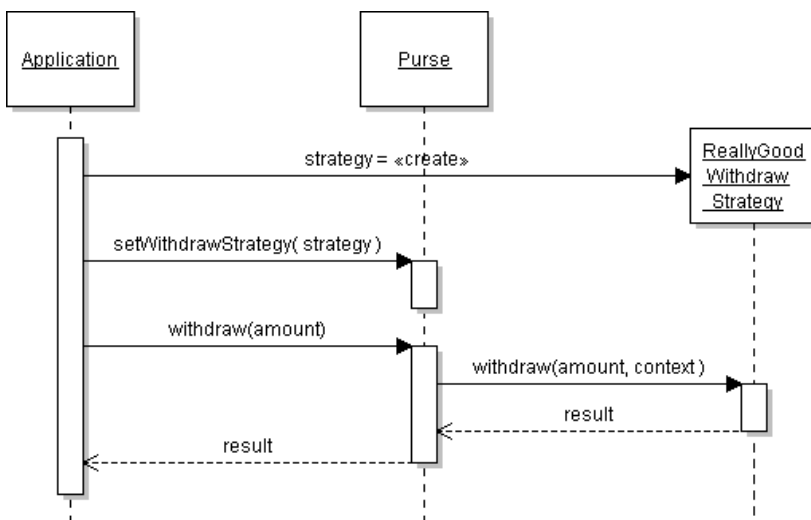 Application
Purse
strategy = «create»
ReallyGood
Withdraw
Strategy
setWithdrawStrategy( strategy )
withdraw(amount)
withdraw(amount, context )
result
result